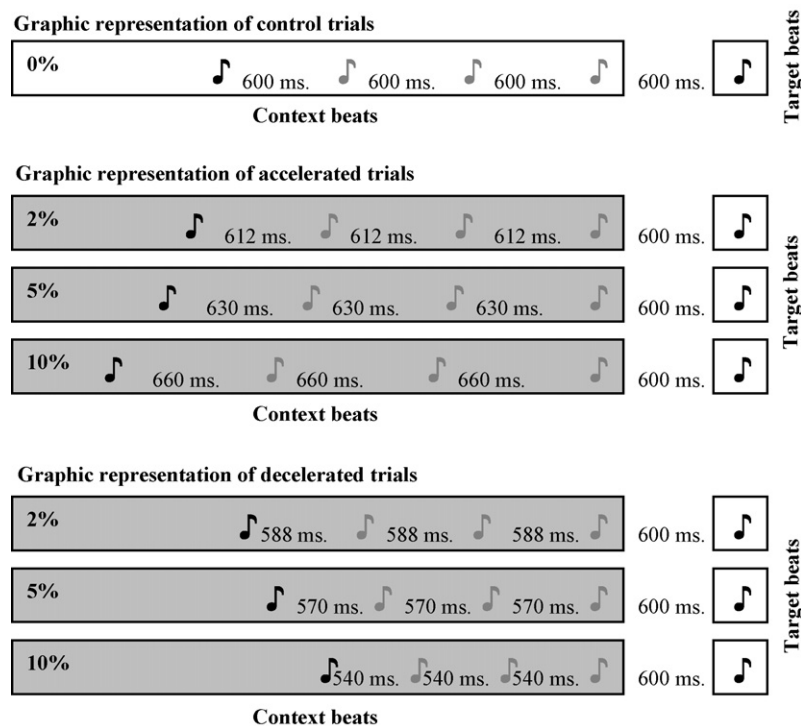 Graphic representation of control trials
0%
600 ms. 600 ms. 600 ms. 600 ms.
Context beats
Target beats
Graphic representation of accelerated trials
2%
612 ms. 612 ms. 612 ms. 600 ms.
5%
630 ms. 630 ms. 630 ms. 600 ms.
10%
660 ms. 660 ms. 660 ms. 600 ms.
Context beats
Target beats
Graphic representation of decelerated trials
2%
588 ms. 588 ms. 588 ms. 600 ms.
5%
570 ms. 570 ms. 570 ms. 600 ms.
10%
540 ms. 540 ms. 540 ms. 600 ms.
Context beats
Target beats